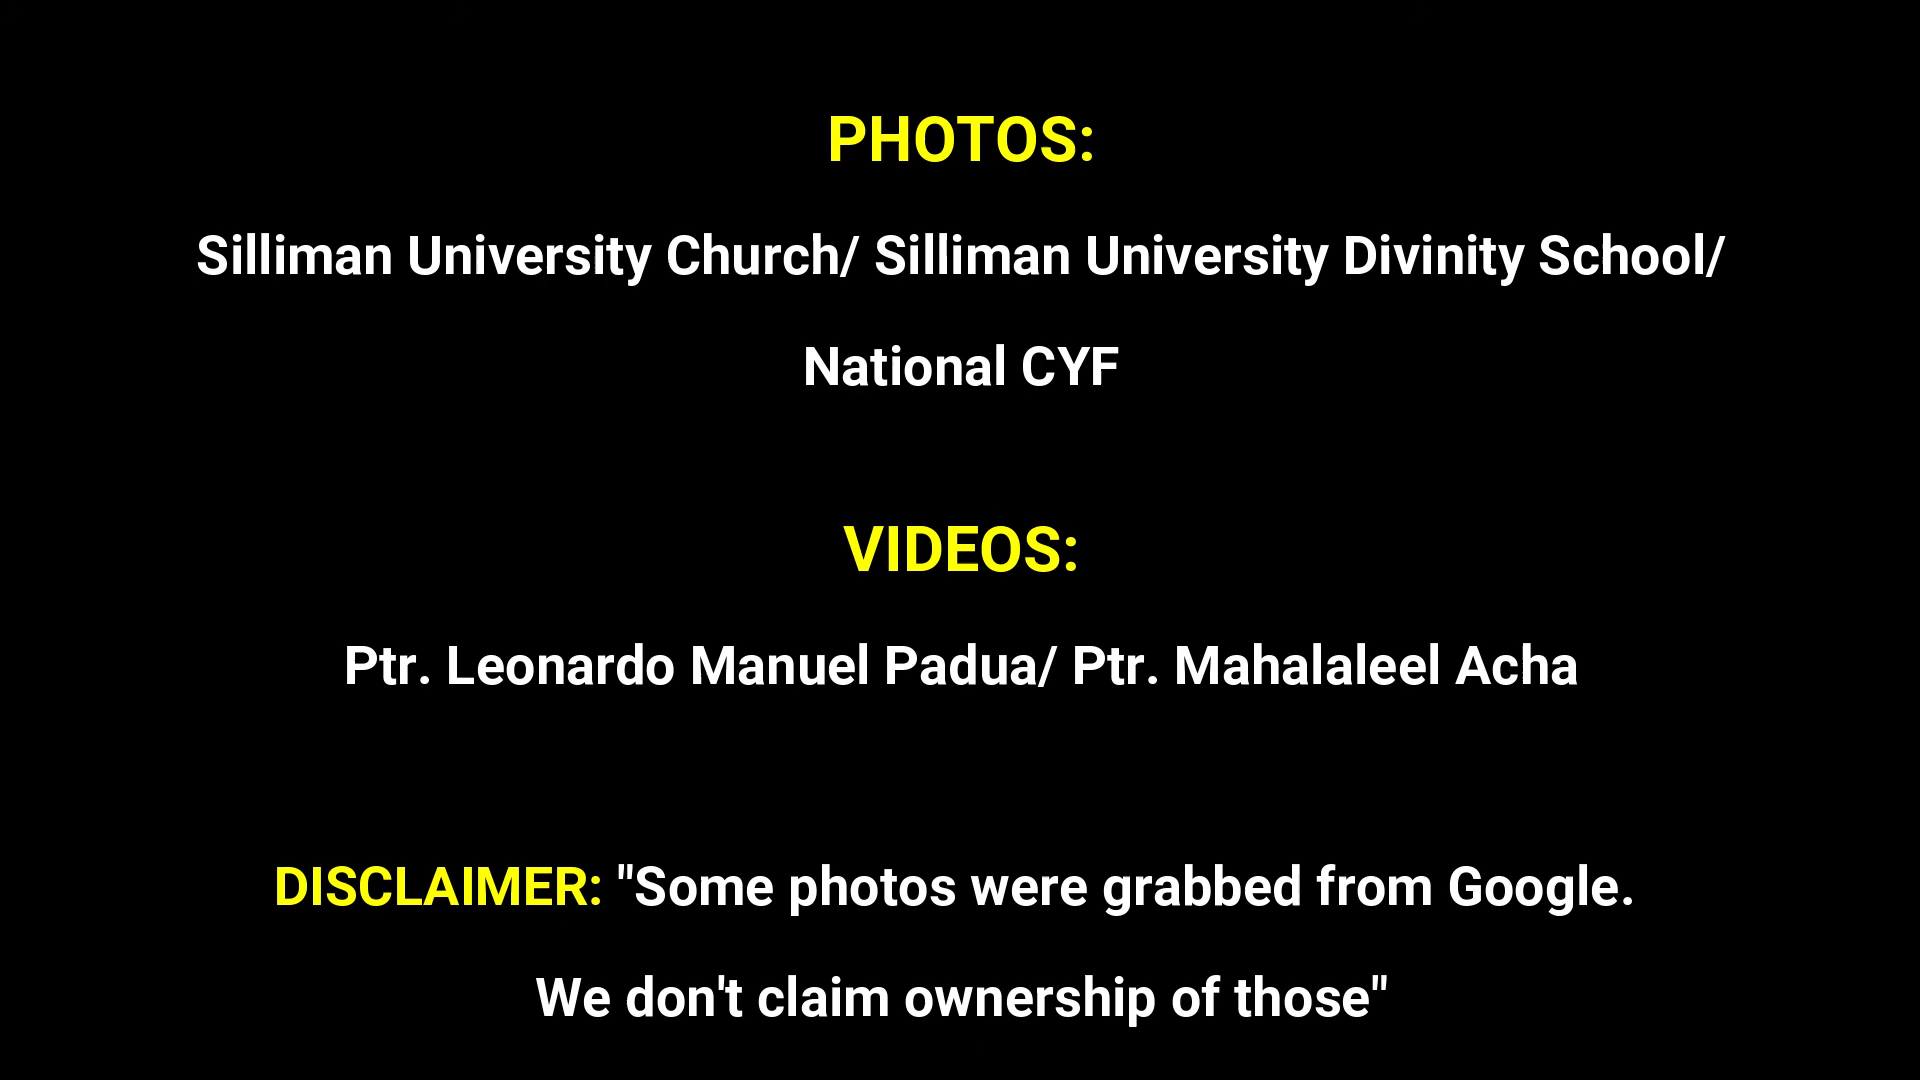 PHOTOS:
Silliman University Church/ Silliman University Divinity School/
National CYF
VIDEOS:
Ptr. Leonardo Manuel Padua/ Ptr. Mahalaleel Acha
DISCLAIMER: "Some photos were grabbed from Google.
We don't claim ownership of those"